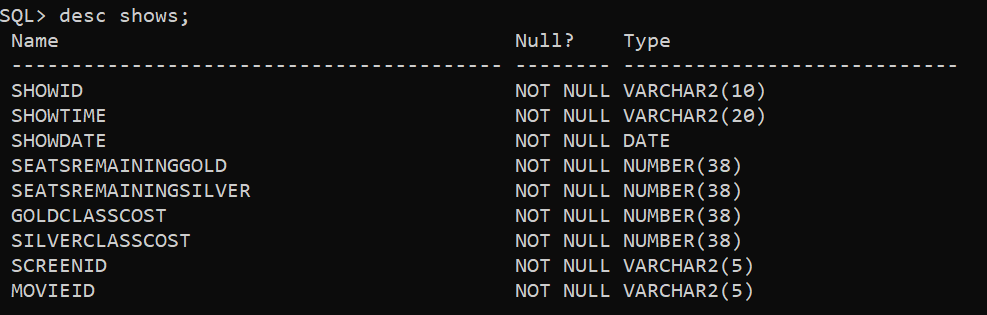 SQL> desc shows;
Name Null? Type
----------------------------------------- -------- ----------------------------
SHOWID NOT NULL VARCHAR2(10)
SHOWTIME NOT NULL VARCHAR2(20)
SHOWDATE NOT NULL DATE
SEATSREMAININGGOLD NOT NULL NUMBER(38)
SEATSREMAININGSILVER NOT NULL NUMBER(38)
GOLDCLASSCOST NOT NULL NUMBER(38)
SILVERCLASSCOST NOT NULL NUMBER(38)
SCREENID NOT NULL VARCHAR2(5)
MOVIEID NOT NULL VARCHAR2(5)